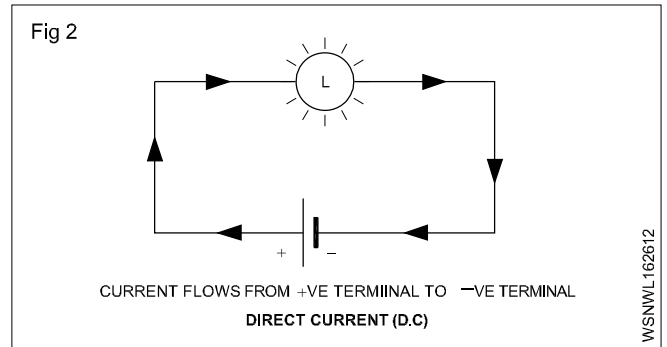 Fig 2
L
+ −
CURRENT FLOWS FROM +VE TERMIINAL TO −VE TERMINAL
DIRECT CURRENT (D.C)
WSNWL162612